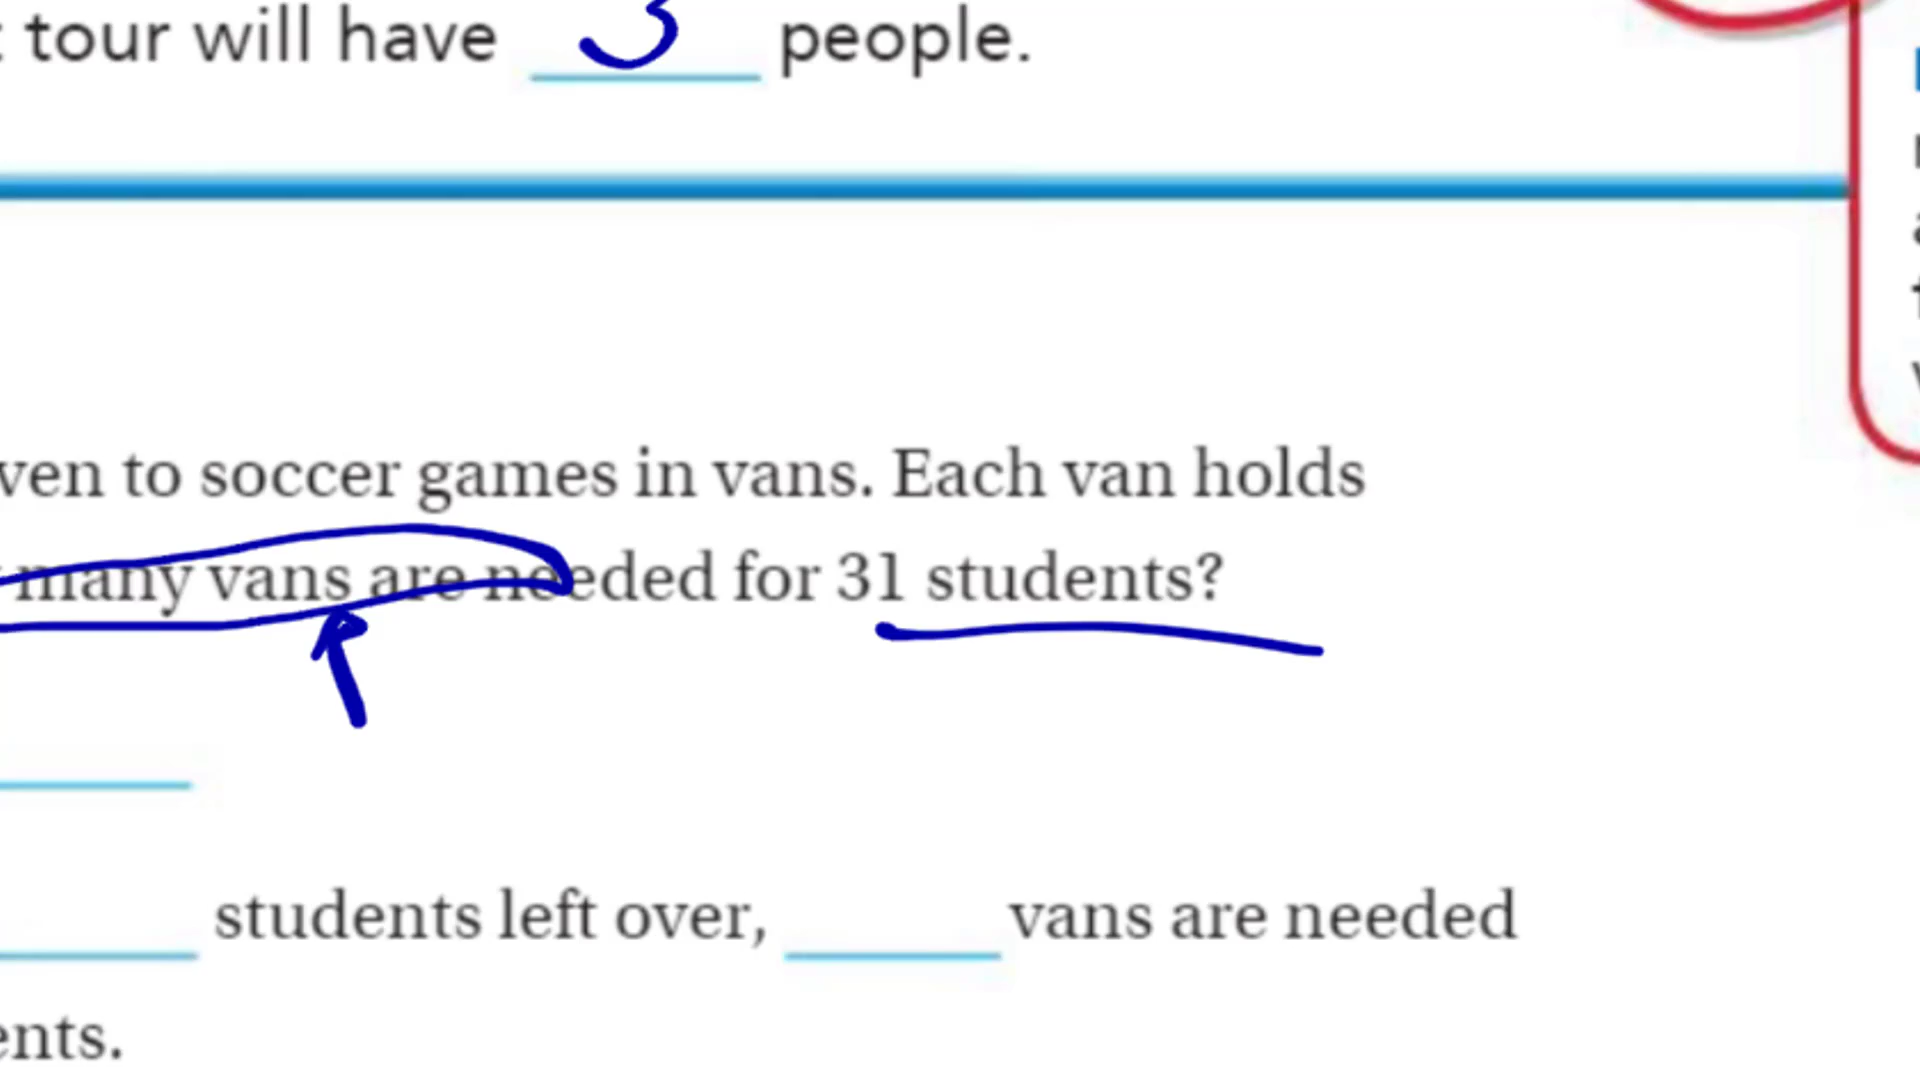 tour will have 3 people.
ven to soccer games in vans. Each van holds
many vans are needed for 31 students?
students left over, ____ vans are needed
ents.